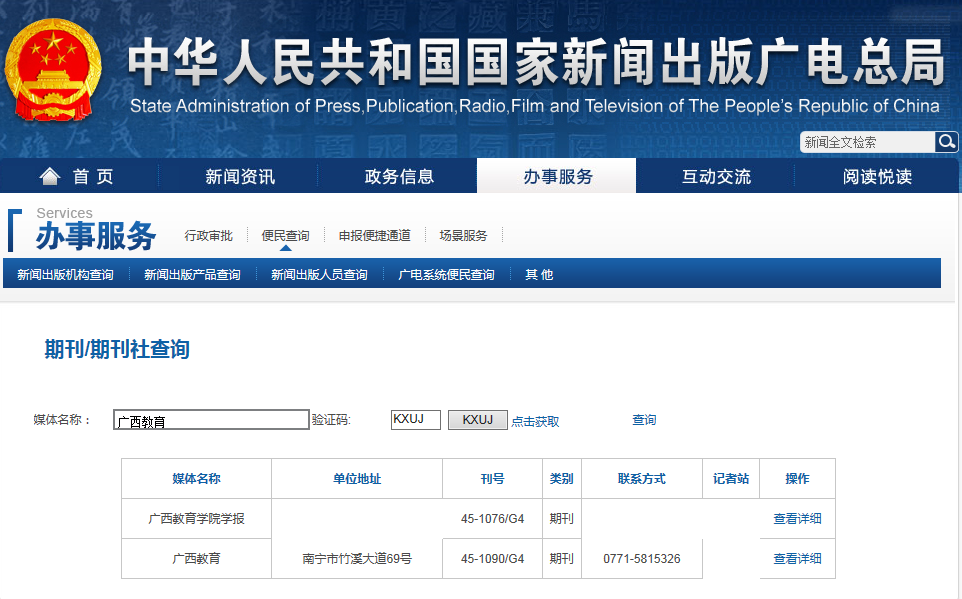 中华人民共和国国家新闻出版广电总局
State Administration of Press,Publication,Radio,Film and Television of The People's Republic of China
新闻全文检索
首 页 新闻资讯 政务信息 办事服务 互动交流 阅读悦读
Services
办事服务 行政审批 便民查询 申报便捷通道 场景服务
新闻出版机构查询 新闻出版产品查询 新闻出版人员查询 广电系统便民查询 其 他
期刊/期刊社查询
媒体名称： 广西教育 验证码: KXUJ KXUJ 点击获取 查询
媒体名称 单位地址 刊号 类别 联系方式 记者站 操作
广西教育学院学报 45-1076/G4 期刊 查看详细
广西教育 南宁市竹溪大道69号 45-1090/G4 期刊 0771-5815326 查看详细